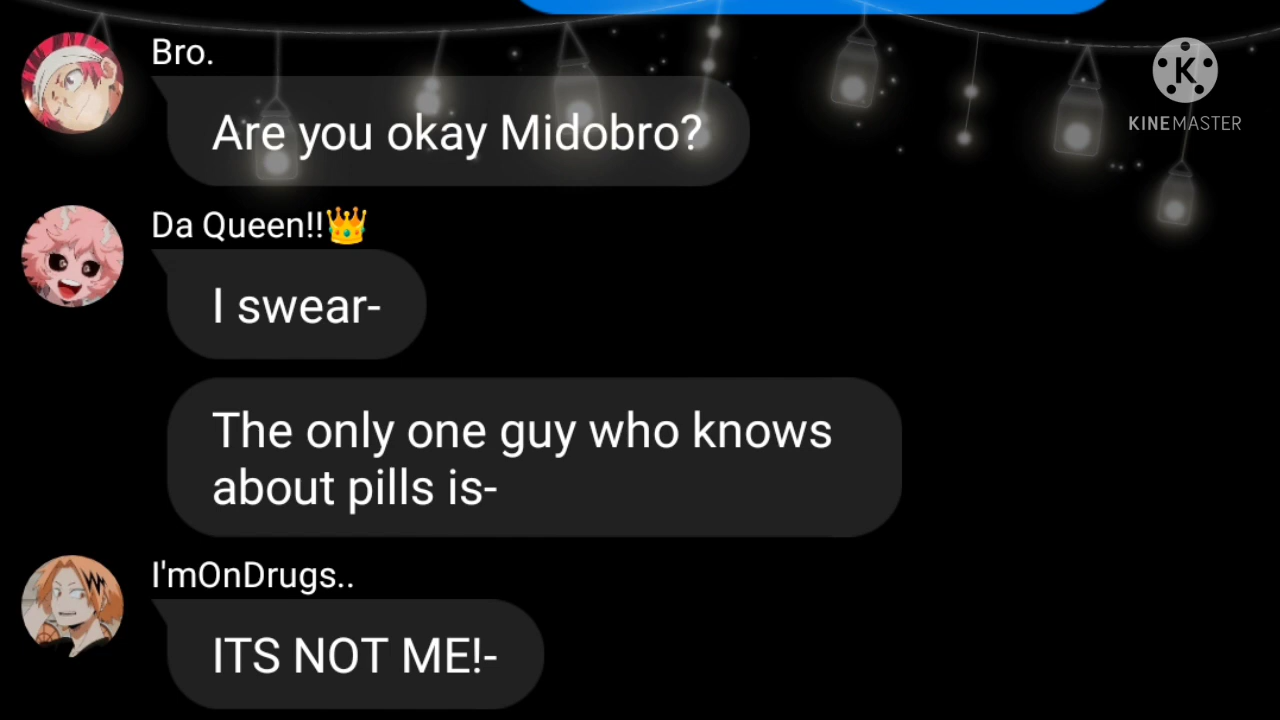 Bro.
K
KINEMASTER
Are you okay Midobro?
Da Queen!!👑
I swear-
The only one guy who knows
about pills is-
I'mOnDrugs..
ITS NOT ME!-